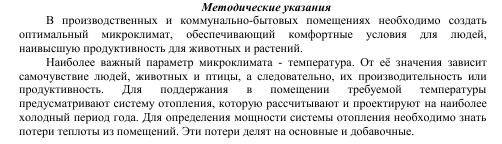 Методические указания
В производственных и коммунально-бытовых помещениях необходимо создать
оптимальный микроклимат, обеспечивающий комфортные условия для людей,
наивысшую продуктивность для животных и растений.
Наиболее важный параметр микроклимата - температура. От её значения зависит
самочувствие людей, животных и птицы, а следовательно, их производительность или
продуктивность. Для поддержания в помещении требуемой температуры
предусматривают систему отопления, которую рассчитывают и проектируют на наиболее
холодный период года. Для определения мощности системы отопления необходимо знать
потери теплоты из помещений. Эти потери делят на основные и добавочные.